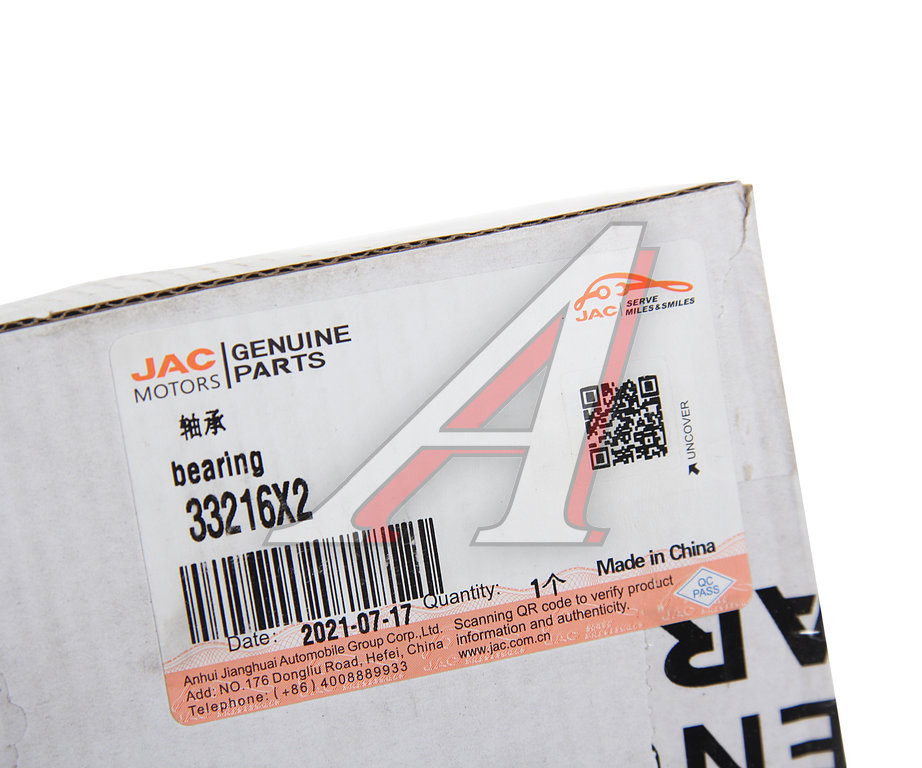 JAC MOTORS
GENUINE PARTS
JAC
SERVE MILES & SMILES
轴承
bearing
33216X2
UNCOVER
Made in China
Quantity: 1个
Date: 2021-07-17
QC PASS
Scanning QR code to verify product
information and authenticity.
www.jac.com.cn
Anhui Jianghuai Automobile Group Corp.,Ltd.
Add: NO.176 Dongliu Road, Hefei, China
Telephone: (+86) 4008889933
A